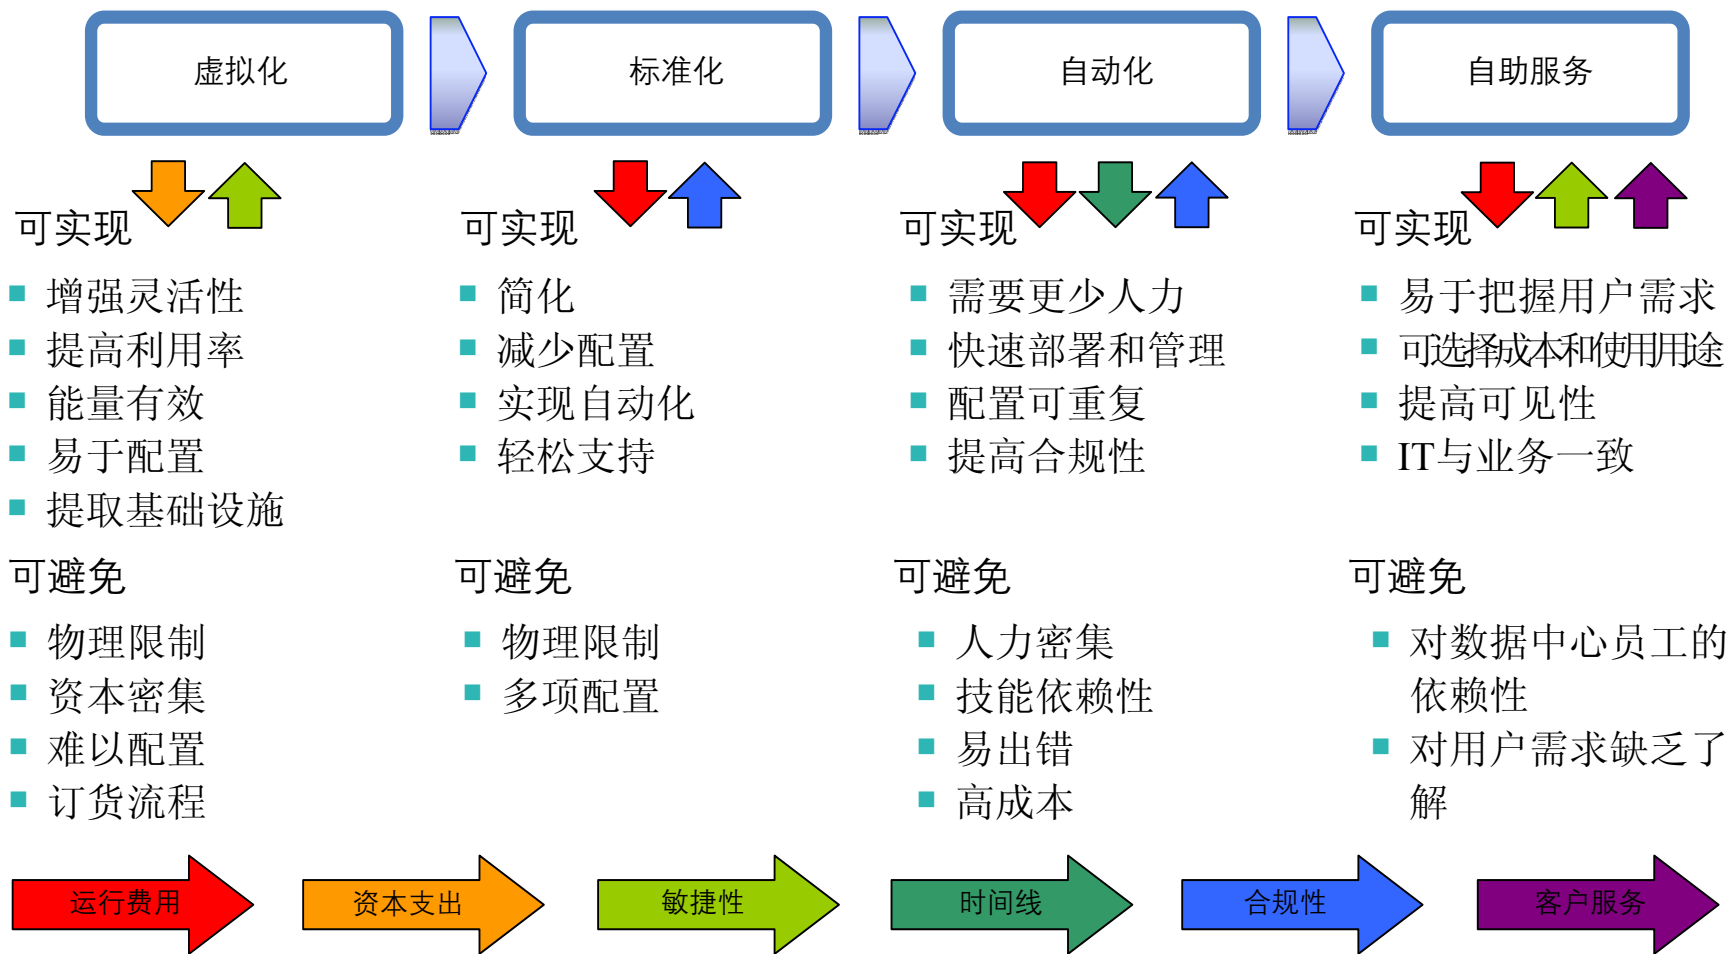 虚拟化
标准化
自动化
自助服务
可实现
增强灵活性
提高利用率
能量有效
易于配置
提取基础设施
可实现
简化
减少配置
实现自动化
轻松支持
可实现
需要更少人力
快速部署和管理
配置可重复
提高合规性
可实现
易于把握用户需求
可选择成本和使用用途
提高可见性
IT与业务一致
可避免
物理限制
资本密集
难以配置
订货流程
可避免
物理限制
多项配置
可避免
人力密集
技能依赖性
易出错
高成本
可避免
对数据中心员工的
依赖性
对用户需求缺乏了
解
运行费用
资本支出
敏捷性
时间线
合规性
客户服务